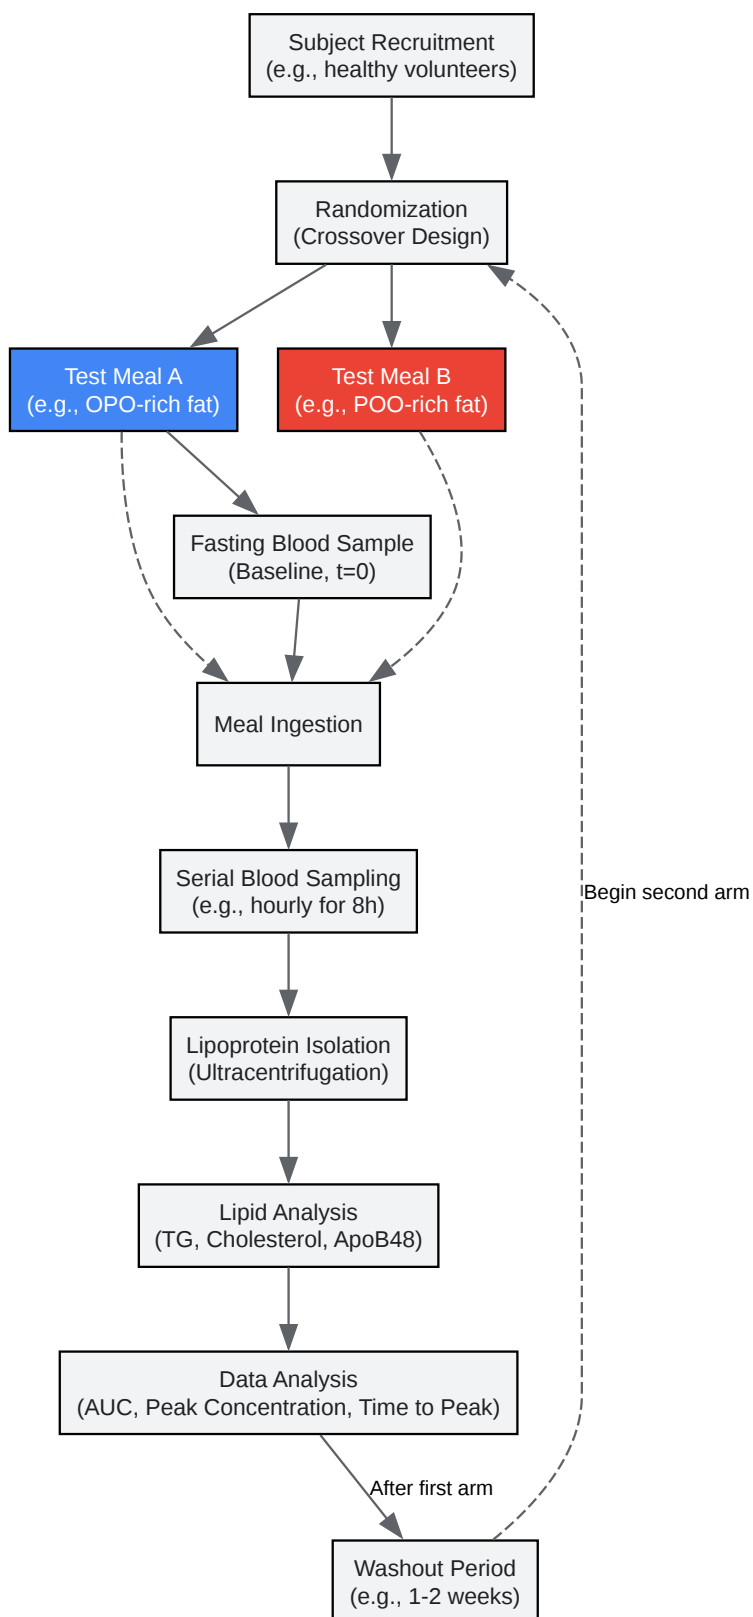 Subject Recruitment
(e.g., healthy volunteers)
Randomization
(Crossover Design)
Test Meal A
(e.g., OPO-rich fat)
Test Meal B
(e.g., POO-rich fat)
Fasting Blood Sample
(Baseline, t=0)
Meal Ingestion
Serial Blood Sampling
(e.g., hourly for 8h)
Begin second arm
Lipoprotein Isolation
(Ultracentrifugation)
Lipid Analysis
(TG, Cholesterol, ApoB48)
Data Analysis
(AUC, Peak Concentration, Time to Peak)
After first arm
Washout Period
(e.g., 1-2 weeks)